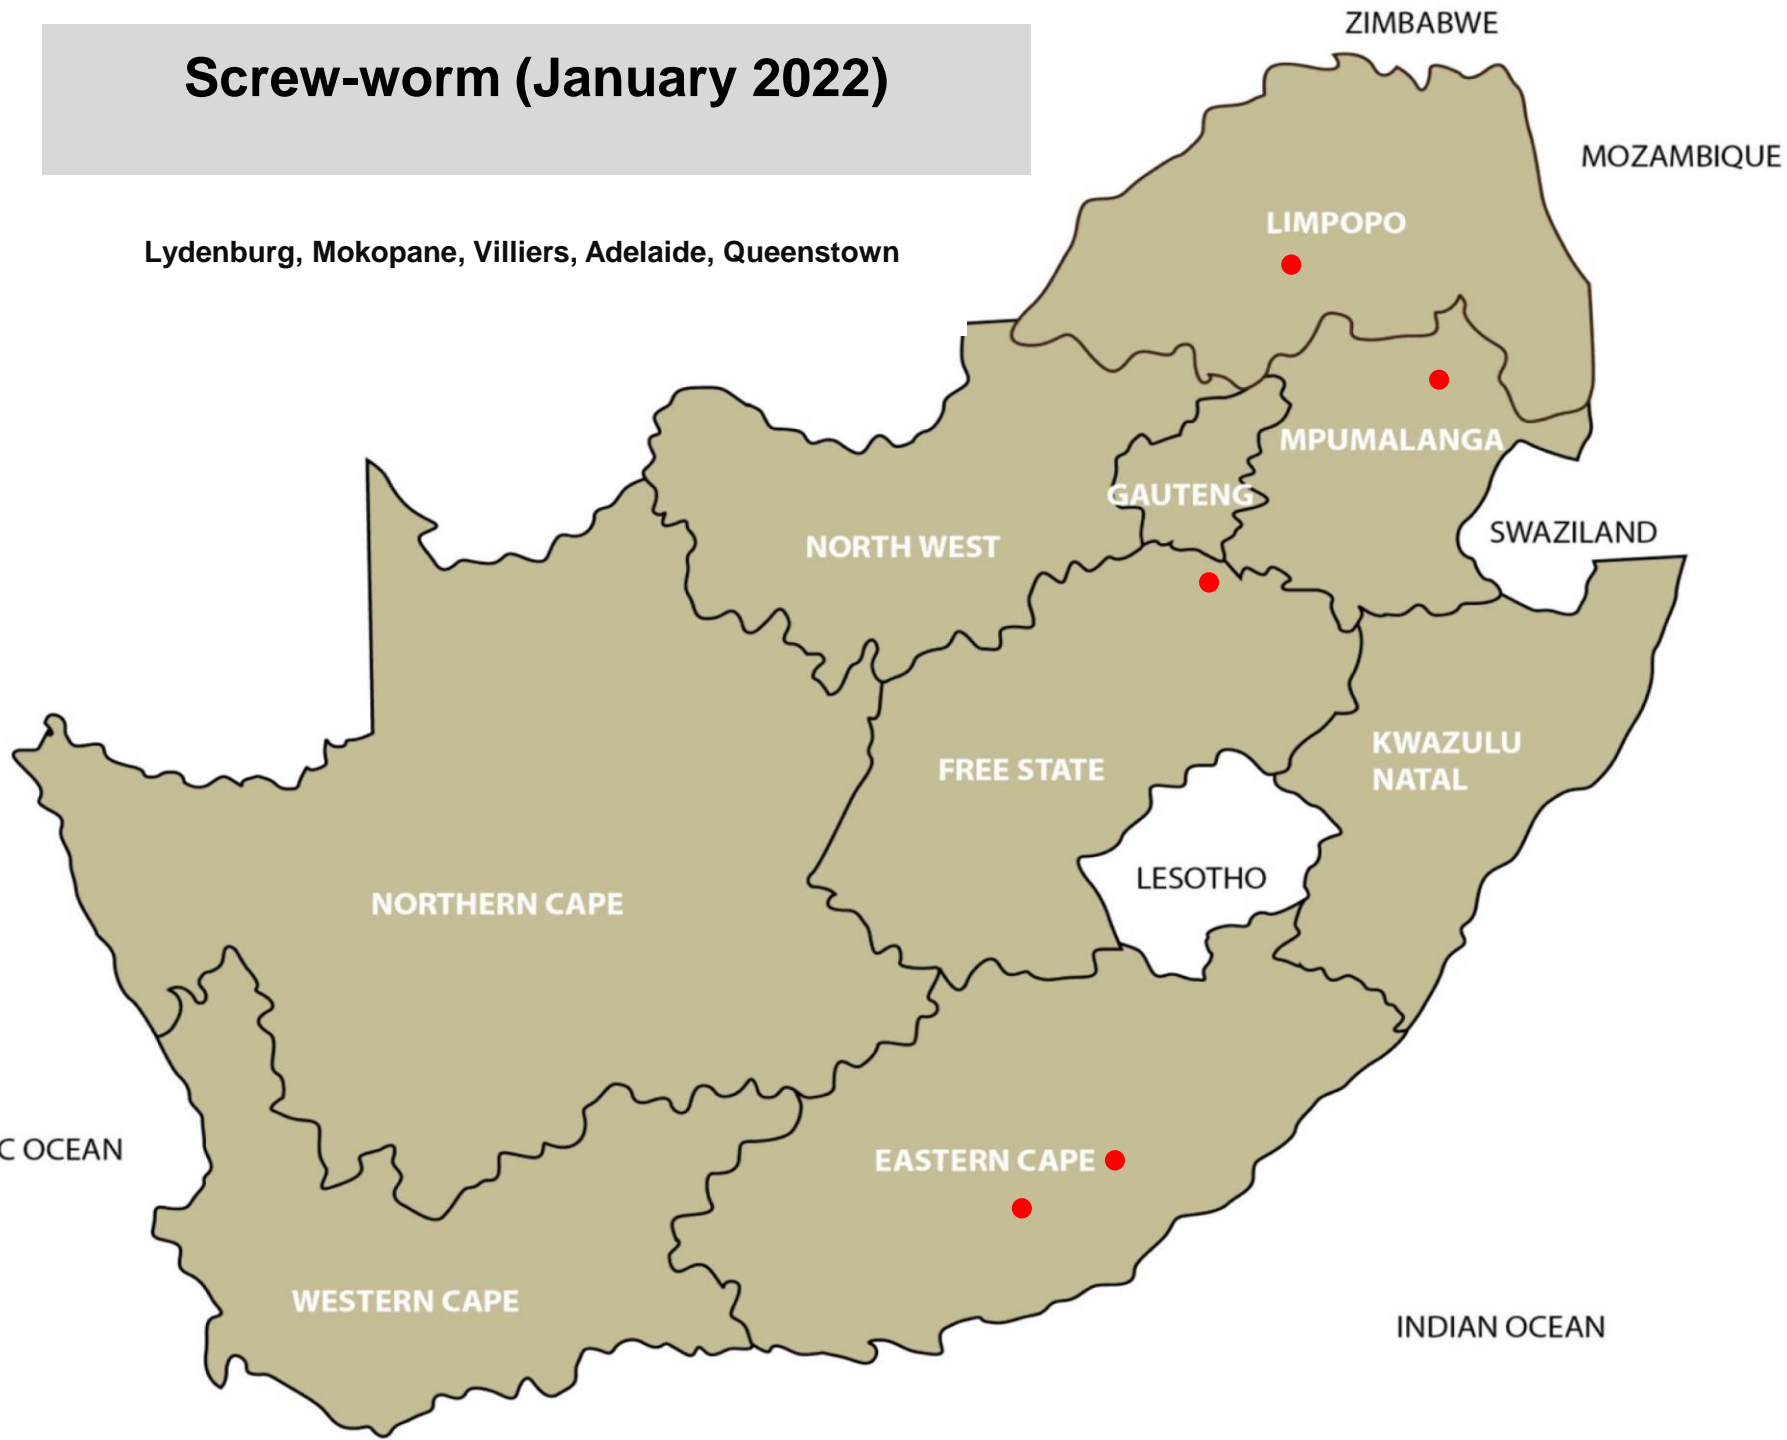 ZIMBABWE
Screw-worm (January 2022)
MOZAMBIQUE
LIMPOPO
Lydenburg, Mokopane, Villiers, Adelaide, Queenstown
MPUMALANGA
GAUTENG
SWAZILAND
NORTH WEST
KWAZULU
NATAL
FREE STATE
LESOTHO
NORTHERN CAPE
C OCEAN
EASTERN CAPE
WESTERN CAPE
INDIAN OCEAN